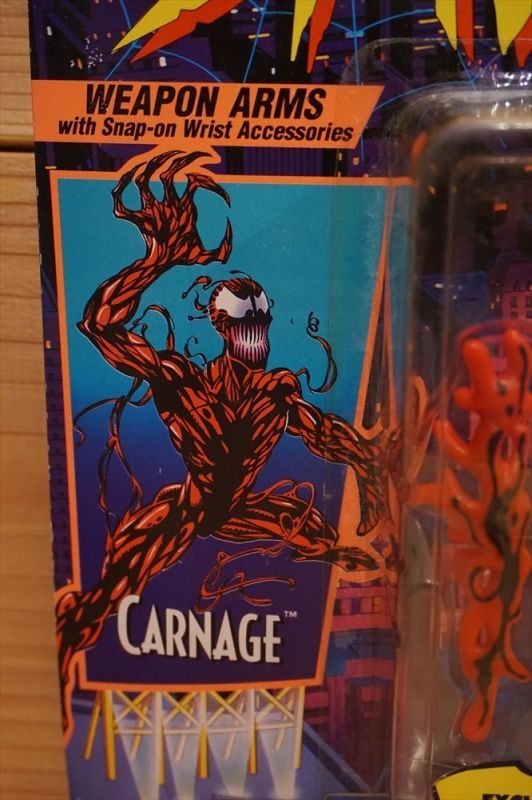 WEAPON ARMS
with Snap-on Wrist Accessories
CARNAGE™